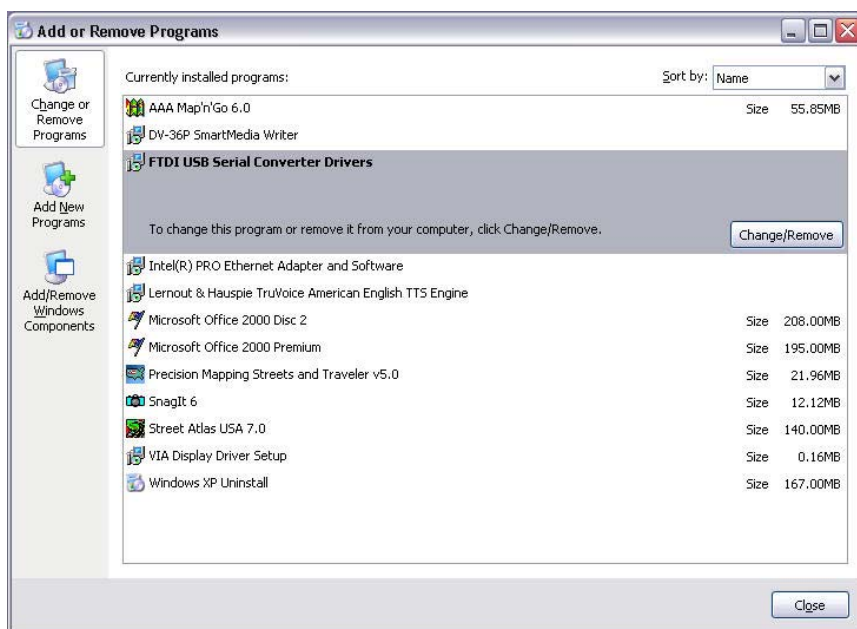 Add or Remove Programs
Change or
Remove
Programs
Add New
Programs
Add/Remove
Windows
Components
Currently installed programs:
Sort by: Name
AAA Map'n'Go 6.0 Size 55.85MB
DV-36P SmartMedia Writer
FTDI USB Serial Converter Drivers
To change this program or remove it from your computer, click Change/Remove. Change/Remove
Intel(R) PRO Ethernet Adapter and Software
Lernout & Hauspie TruVoice American English TTS Engine
Microsoft Office 2000 Disc 2 Size 208.00MB
Microsoft Office 2000 Premium Size 195.00MB
Precision Mapping Streets and Traveler v5.0 Size 21.96MB
SnagIt 6 Size 12.12MB
Street Atlas USA 7.0 Size 140.00MB
VIA Display Driver Setup Size 0.16MB
Windows XP Uninstall Size 167.00MB
Close